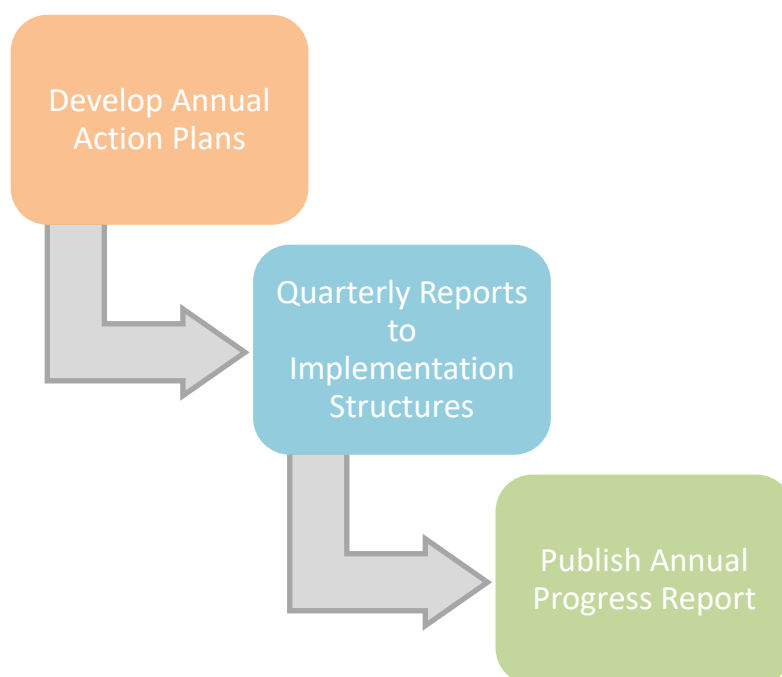 Develop Annual
Action Plans
Quarterly Reports
to
Implementation
Structures
Publish Annual
Progress Report